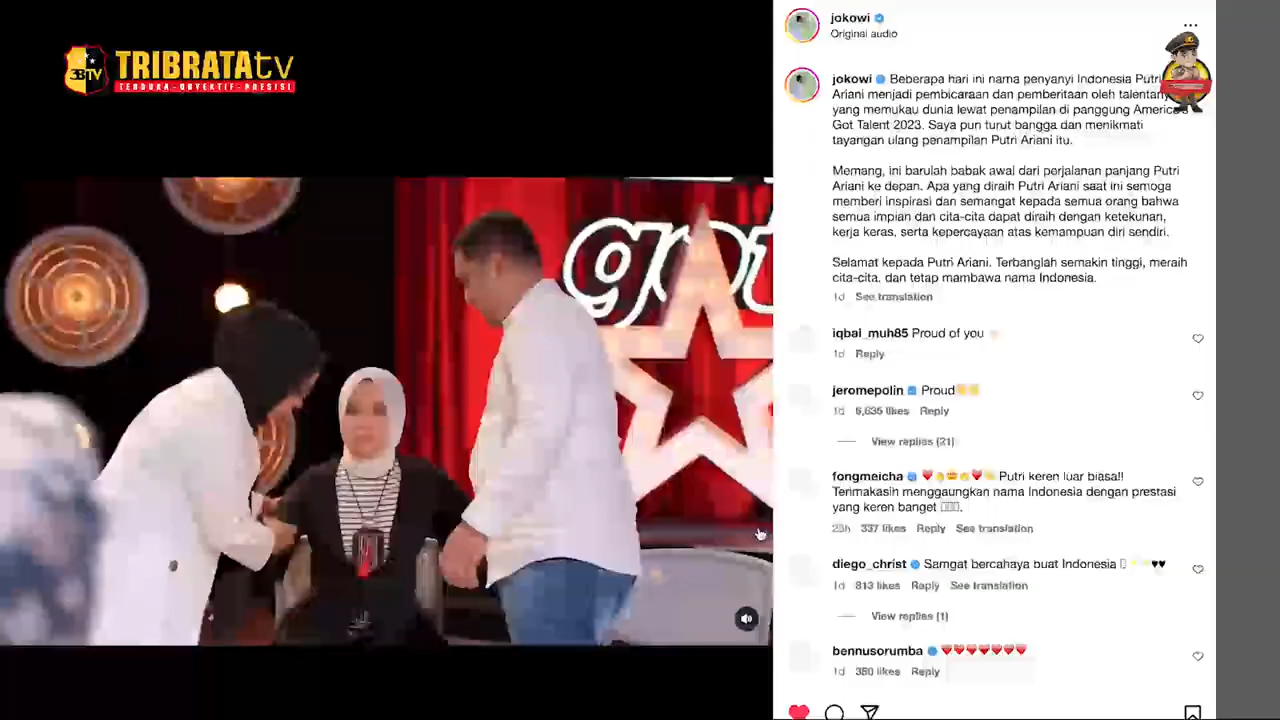 TRIBRATAtv
TERBUKA-OBYEKTIF-PRESISI
3BTV
got
jokowi
Original audio
jokowi Beberapa hari ini nama penyanyi Indonesia Putri
Ariani menjadi pembicaraan dan pemberitaan oleh talentanya
yang memukau dunia lewat penampilan di panggung America's
Got Talent 2023. Saya pun turut bangga dan menikmati
tayangan ulang penampilan Putri Ariani itu.
Memang, ini barulah babak awal dari perjalanan panjang Putri
Ariani ke depan. Apa yang diraih Putri Ariani saat ini semoga
memberi inspirasi dan semangat kepada semua orang bahwa
semua impian dan cita-cita dapat diraih dengan ketekunan,
kerja keras, serta kepercayaan atas kemampuan diri sendiri.
Selamat kepada Putri Ariani. Terbanglah semakin tinggi, meraih
cita-cita, dan tetap mambawa nama Indonesia.
1d See translation
iqbal_muh85 Proud of you
1d Reply
jeromepolin Proud
1d 6,635 likes Reply
View replies (21)
fongmeicha Putri keren luar biasa!!
Terimakasih menggaungkan nama Indonesia dengan prestasi
yang keren banget
23h 337 likes Reply See translation
diego_christ Samgat bercahaya buat Indonesia
1d 813 likes Reply See translation
View replies (1)
bennusorumba
1d 350 likes Reply